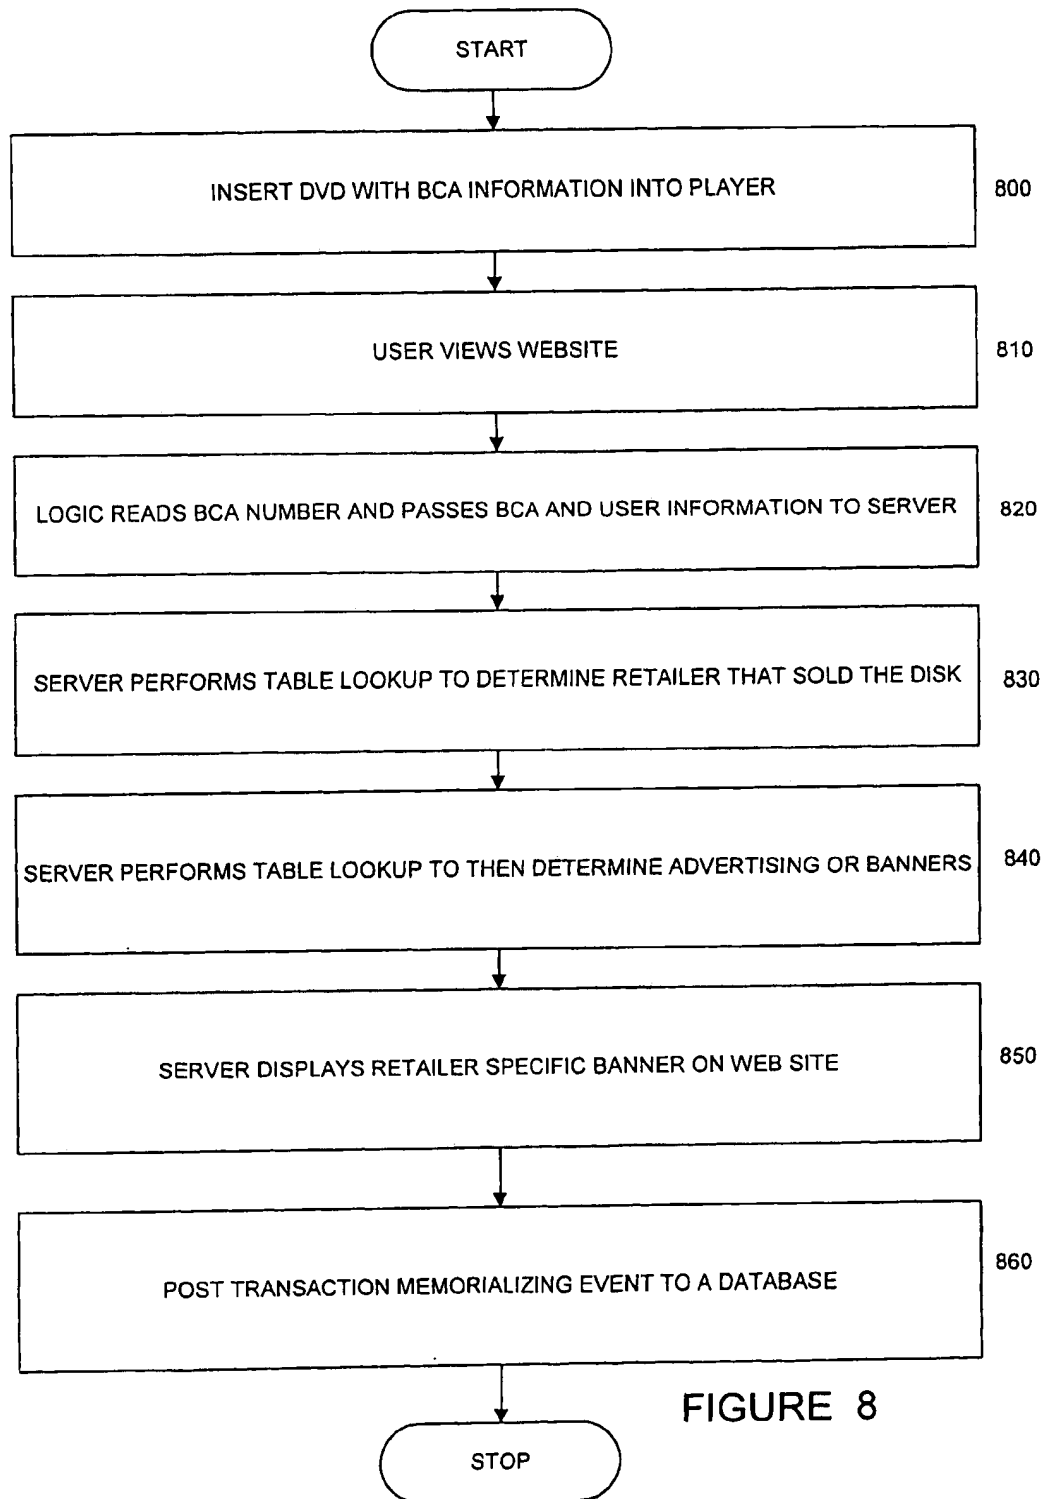 START
INSERT DVD WITH BCA INFORMATION INTO PLAYER
800
USER VIEWS WEBSITE
810
LOGIC READS BCA NUMBER AND PASSES BCA AND USER INFORMATION TO SERVER
820
SERVER PERFORMS TABLE LOOKUP TO DETERMINE RETAILER THAT SOLD THE DISK
830
SERVER PERFORMS TABLE LOOKUP TO THEN DETERMINE ADVERTISING OR BANNERS
840
SERVER DISPLAYS RETAILER SPECIFIC BANNER ON WEB SITE
850
POST TRANSACTION MEMORIALIZING EVENT TO A DATABASE
860
FIGURE 8
STOP